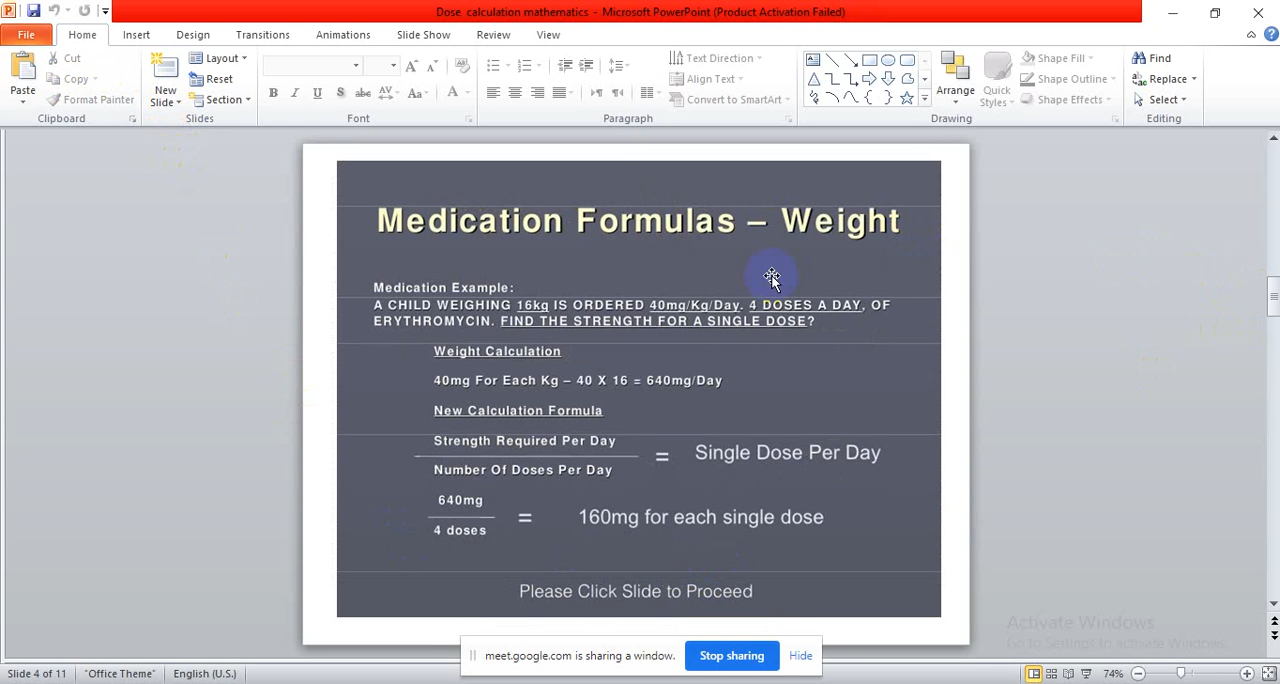 Dose calculation mathematics - Microsoft PowerPoint (Product Activation Failed)
File Home Insert Design Transitions Animations Slide Show Review View
Cut Layout Text Direction Shape Fill Find
Copy Reset Align Text Shape Outline Replace
Paste Format Painter New Slide Section Convert to SmartArt Arrange Quick Styles Shape Effects Select
Clipboard Slides Font Paragraph Drawing Editing
Medication Formulas – Weight
Medication Example:
A CHILD WEIGHING 16kg IS ORDERED 40mg/Kg/Day. 4 DOSES A DAY, OF
ERYTHROMYCIN. FIND THE STRENGTH FOR A SINGLE DOSE?
Weight Calculation
40mg For Each Kg – 40 X 16 = 640mg/Day
New Calculation Formula
Strength Required Per Day
= Single Dose Per Day
Number Of Doses Per Day
640mg
= 160mg for each single dose
4 doses
Please Click Slide to Proceed
Activate Windows
Go to Settings to activate Windows.
meet.google.com is sharing a window. Stop sharing Hide
Slide 4 of 11 "Office Theme" English (U.S.) 74%